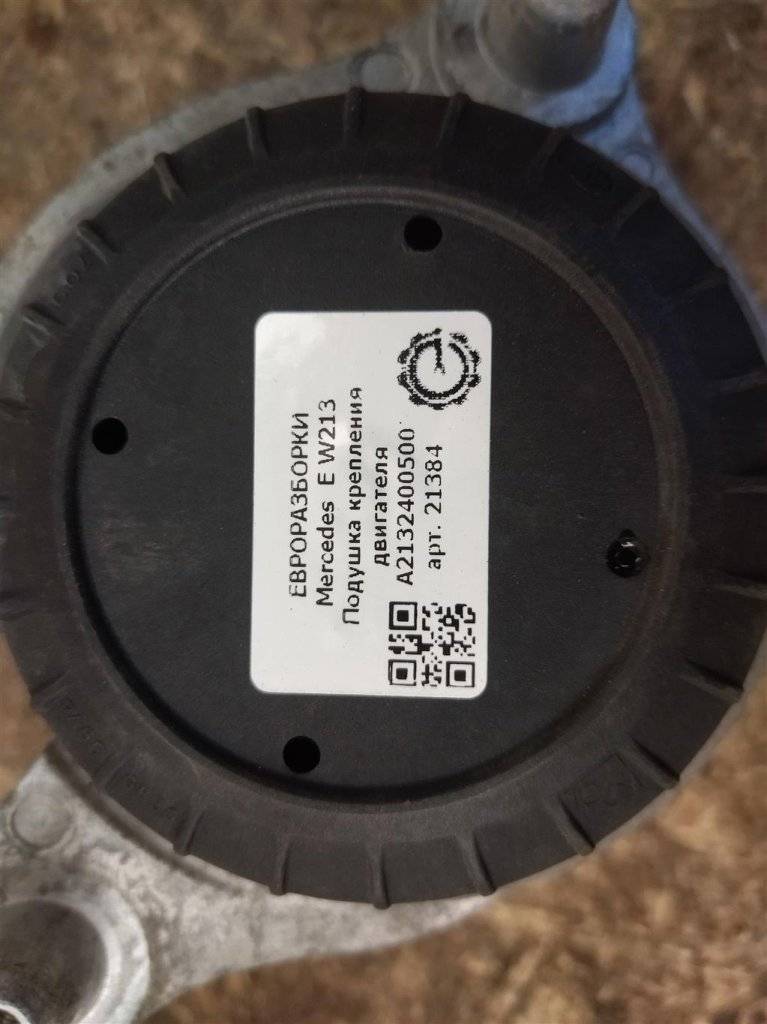 ЕВРОРАЗБОРКИ
Mercedes E W213
Подушка крепления
двигателя
A2132400500
арт. 21384